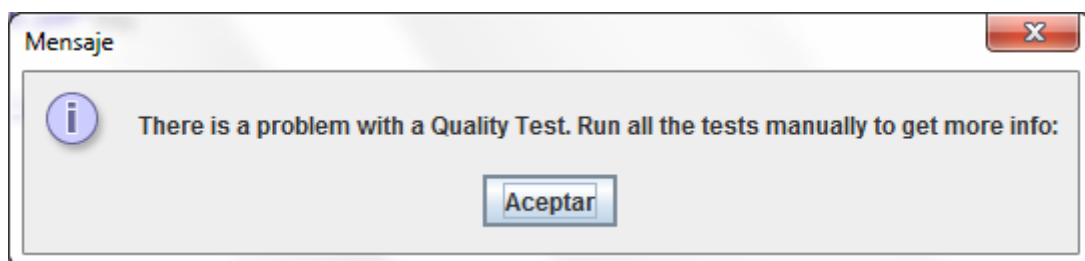 Mensaje
There is a problem with a Quality Test. Run all the tests manually to get more info:
Aceptar